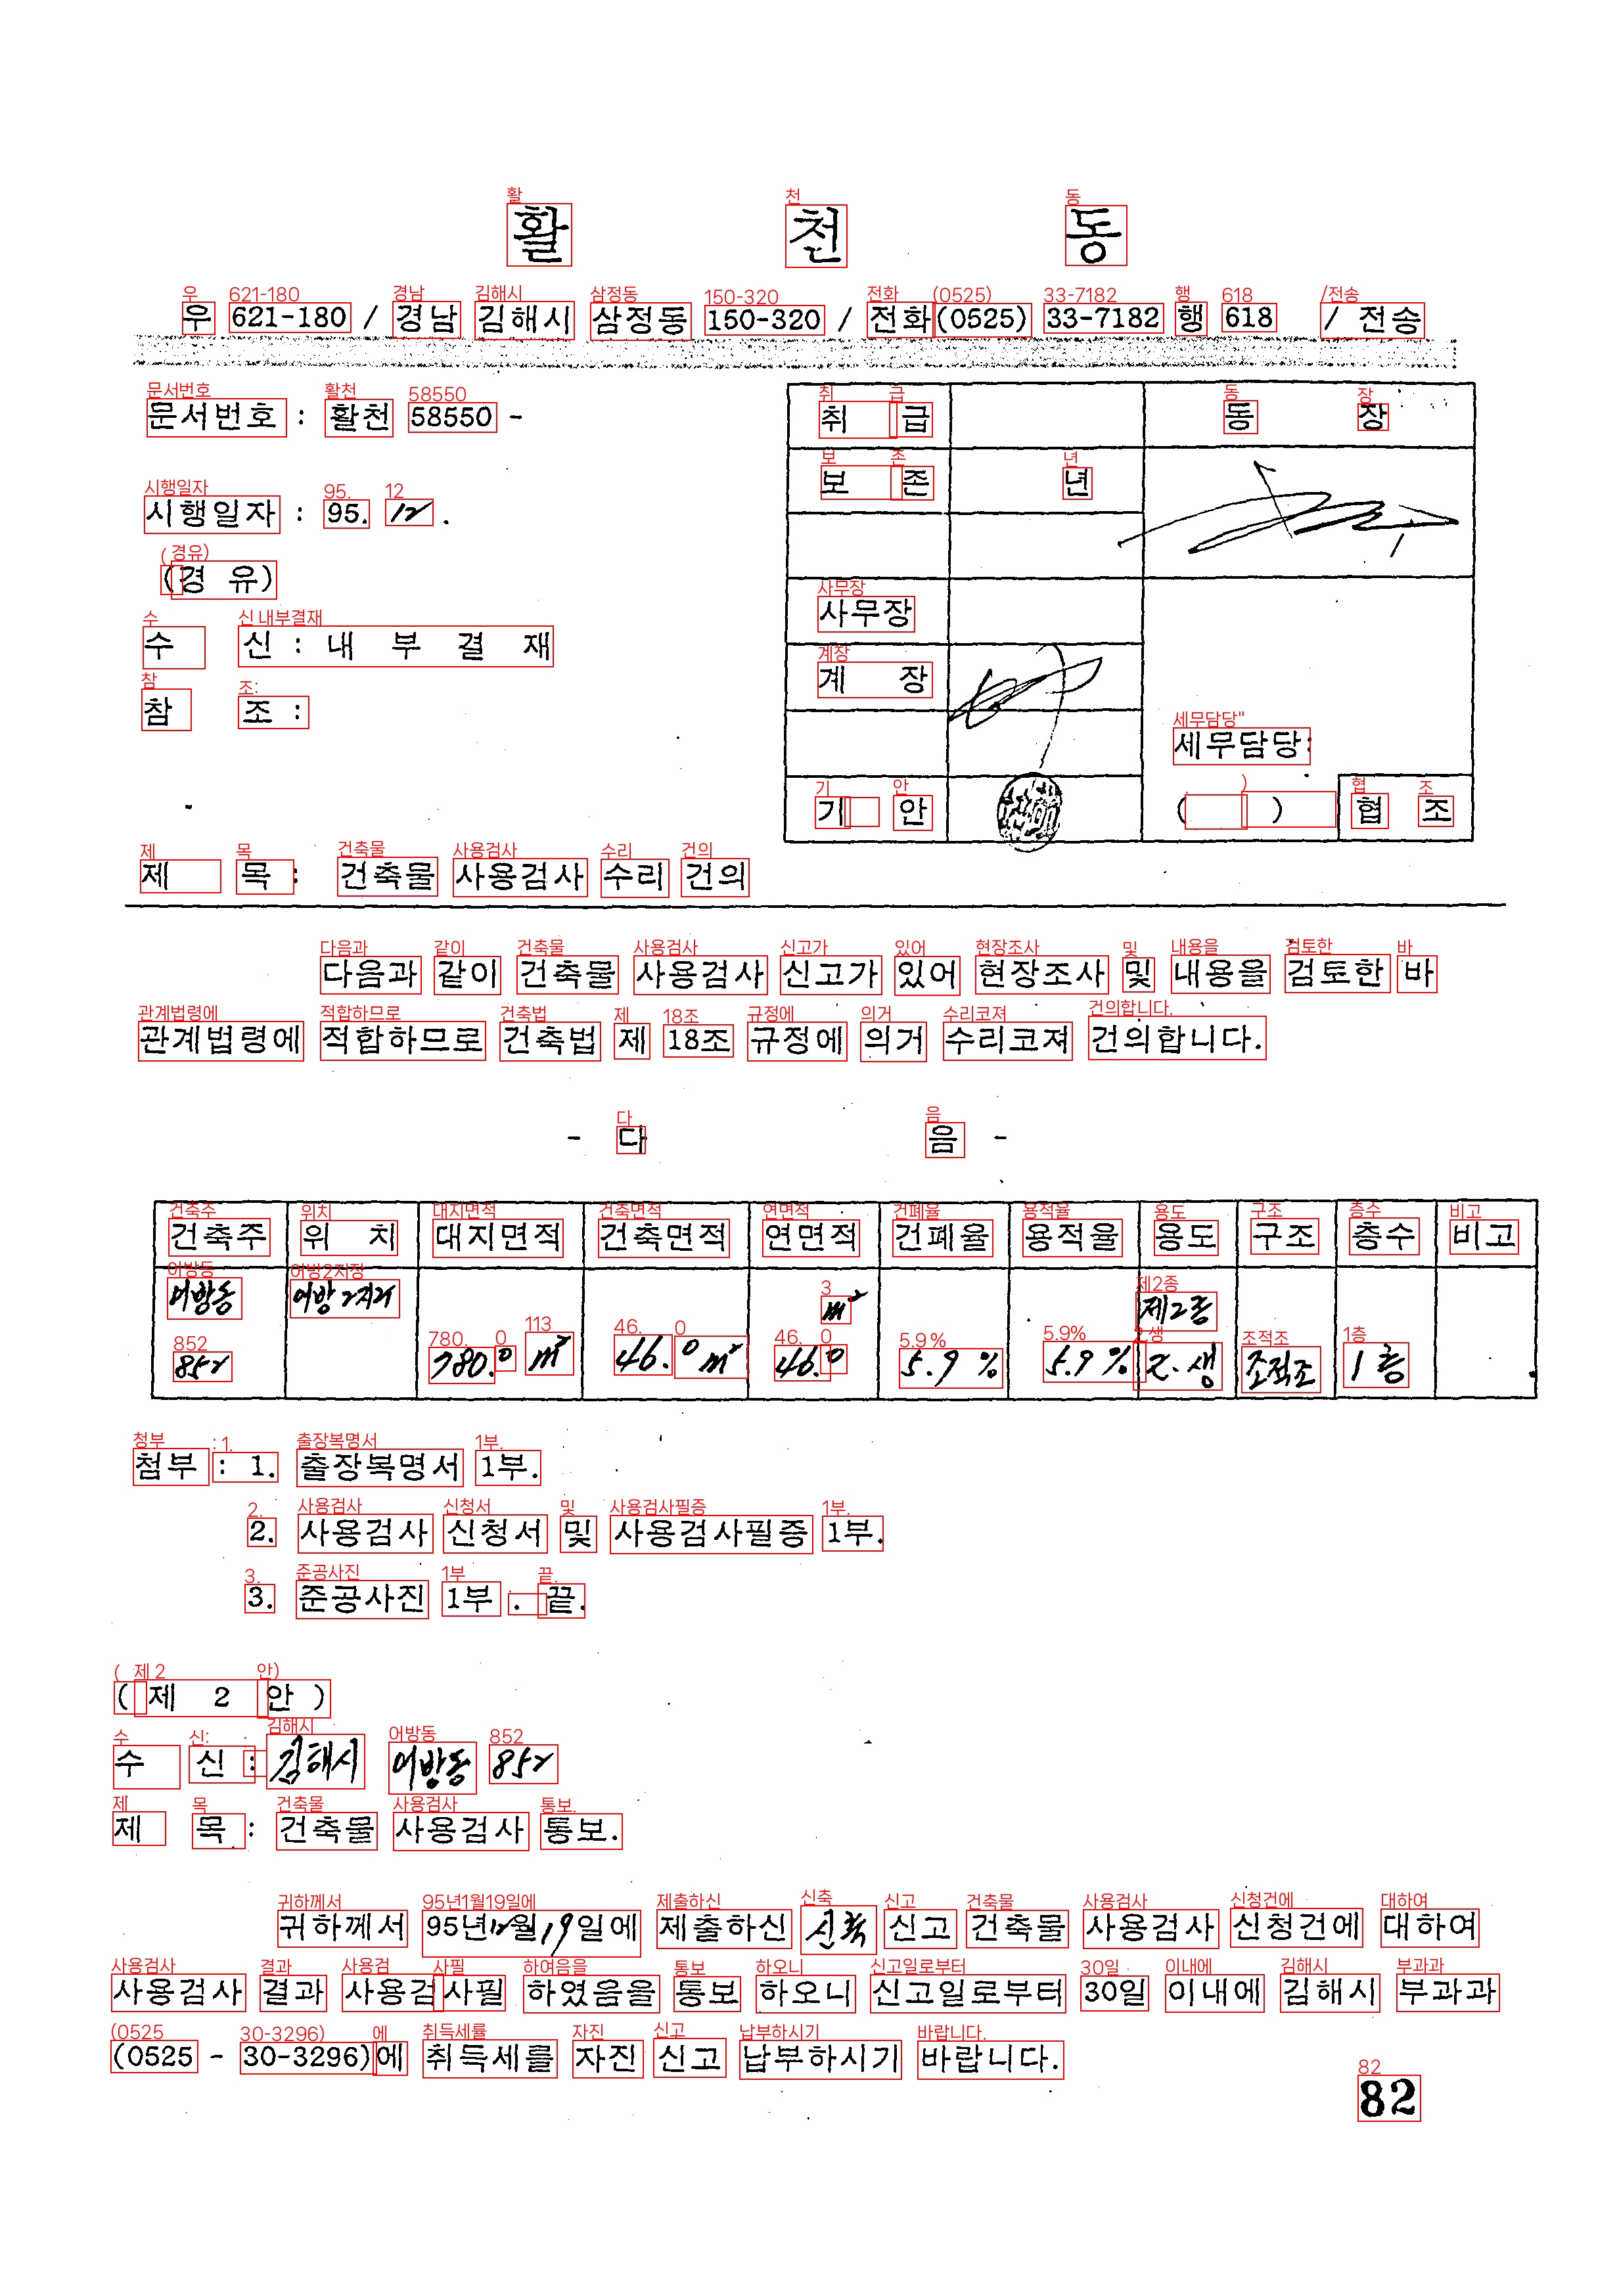 활 천 동
우 621-180 / 경남 김해시 삼정동 150-320 / 전화 (0525) 33-7182 행 618 / 전송
문서번호 : 활천 58550 -
시행일자 : 95. 12 .
(경 유)
수 신 : 내 부 결 재
참 조 :
취 급 동 장
보 존 년
사무장
계 장
세무담당:
기 안 ( ) 협 조
제 목 : 건축물 사용검사 수리 건의
다음과 같이 건축물 사용검사 신고가 있어 현장조사 및 내용을 검토한 바
관계법령에 적합하므로 건축법 제 18조 규정에 의거 수리코져 건의합니다.
- 다 음 -
건축주 위 치 대지면적 건축면적 연면적 건폐율 용적율 용도 구조 층수 비고
어방동 852 780.0 m² 46.0 m² 46.0 m² 5.9 % 5.9 % 제2종 조적조 1층
첨부 : 1. 출장복명서 1부.
2. 사용검사 신청서 및 사용검사필증 1부.
3. 준공사진 1부 . 끝.
( 제 2 안 )
수 신 : 김해시 어방동 852
제 목 : 건축물 사용검사 통보.
귀하께서 95년 12월 19일에 제출하신 신축 신고 건축물 사용검사 신청건에 대하여
사용검사 결과 사용검사필 하였음을 통보 하오니 신고일로부터 30일 이내에 김해시 부과과
(0525 - 30-3296)에 취득세를 자진 신고 납부하시기 바랍니다.
82